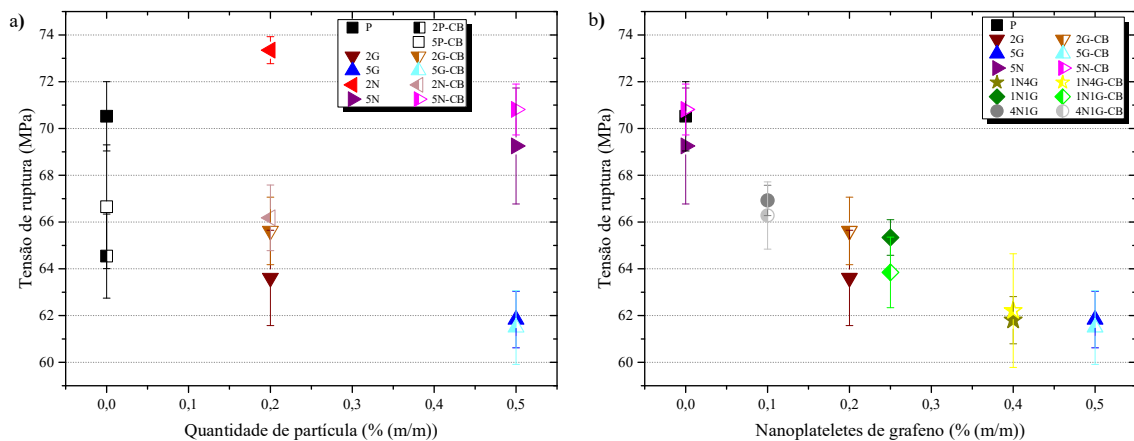 a)
Tensão de ruptura (MPa)
74
72
70
68
66
64
62
60
0,0 0,1 0,2 0,3 0,4 0,5
Quantidade de partícula (% (m/m))
P 2P-CB
5P-CB
2G 2G-CB
5G 5G-CB
2N 2N-CB
5N 5N-CB
b)
Tensão de ruptura (MPa)
74
72
70
68
66
64
62
60
0,0 0,1 0,2 0,3 0,4 0,5
Nanoplateletes de grafeno (% (m/m))
P
2G 2G-CB
5G 5G-CB
5N 5N-CB
1N4G 1N4G-CB
1N1G 1N1G-CB
4N1G 4N1G-CB